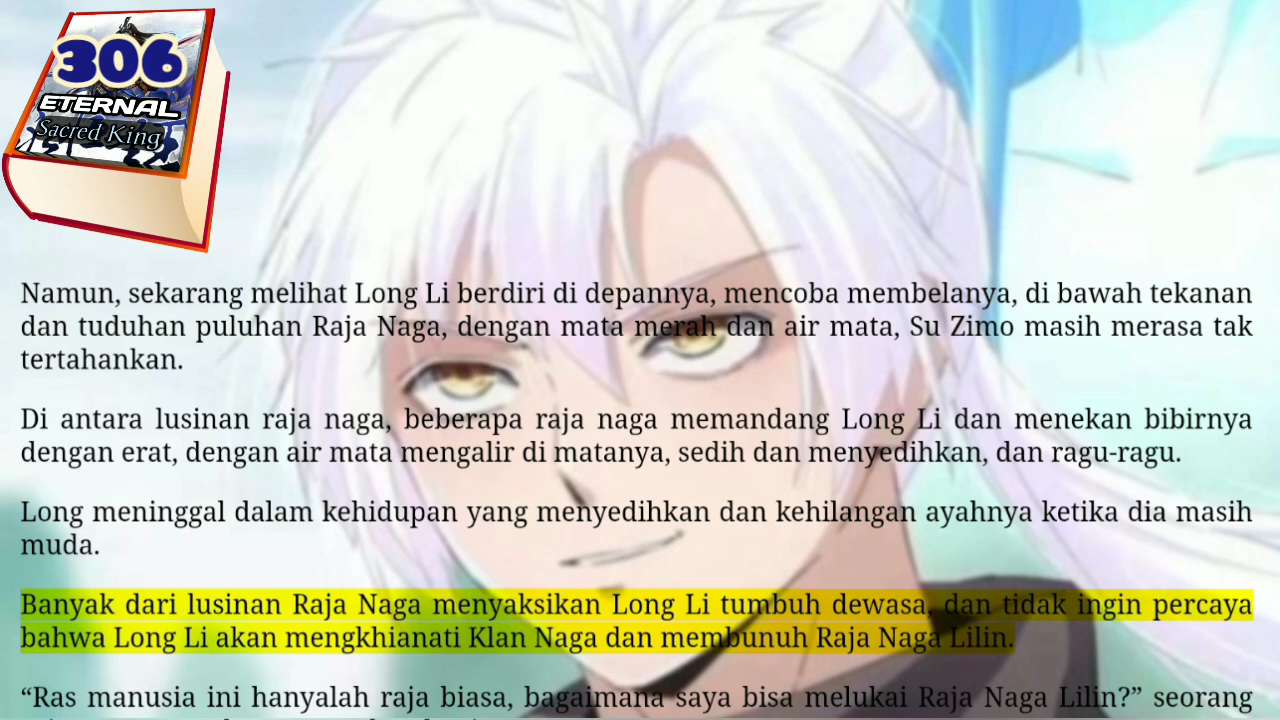 306
ETERNAL
Sacred King
Namun, sekarang melihat Long Li berdiri di depannya, mencoba membelanya, di bawah tekanan
dan tuduhan puluhan Raja Naga, dengan mata merah dan air mata, Su Zimo masih merasa tak
tertahankan.
Di antara lusinan raja naga, beberapa raja naga memandang Long Li dan menekan bibirnya
dengan erat, dengan air mata mengalir di matanya, sedih dan menyedihkan, dan ragu-ragu.
Long meninggal dalam kehidupan yang menyedihkan dan kehilangan ayahnya ketika dia masih
muda.
Banyak dari lusinan Raja Naga menyaksikan Long Li tumbuh dewasa, dan tidak ingin percaya
bahwa Long Li akan mengkhianati Klan Naga dan membunuh Raja Naga Lilin.
“Ras manusia ini hanyalah raja biasa, bagaimana saya bisa melukai Raja Naga Lilin?” seorang